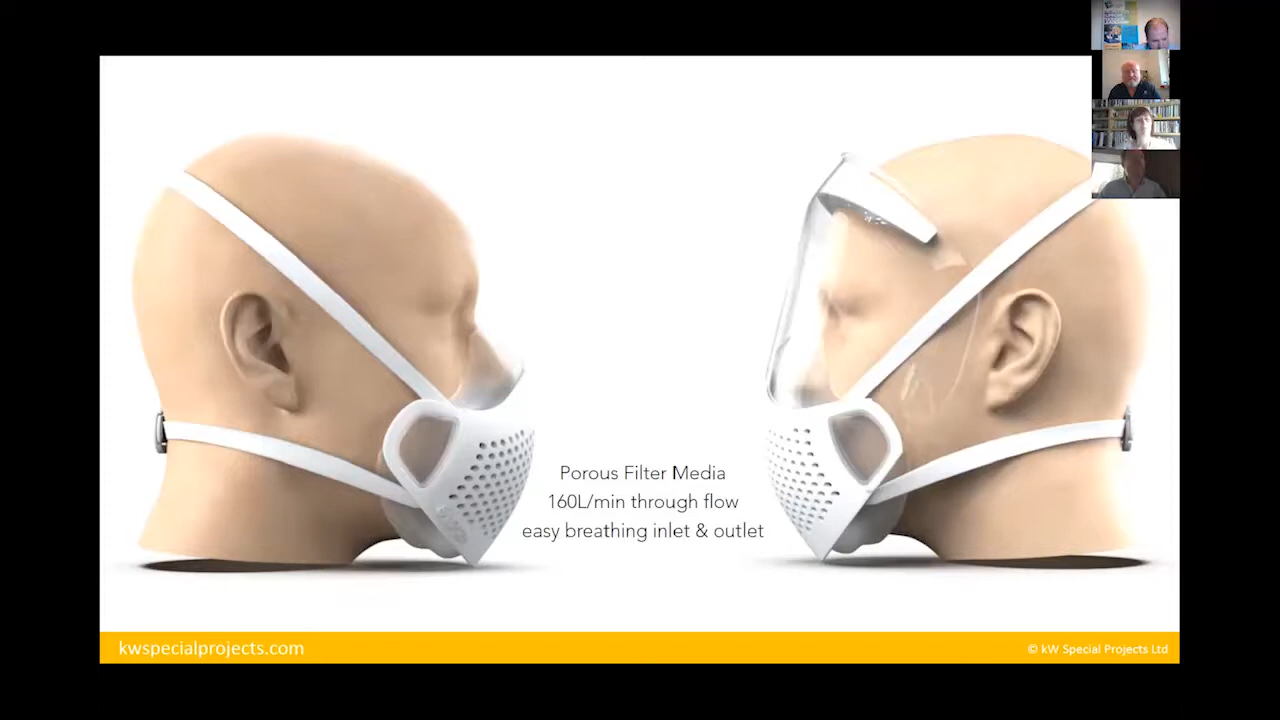 Porous Filter Media
160L/min through flow
easy breathing inlet & outlet
kwspecialprojects.com
© kW Special Projects Ltd